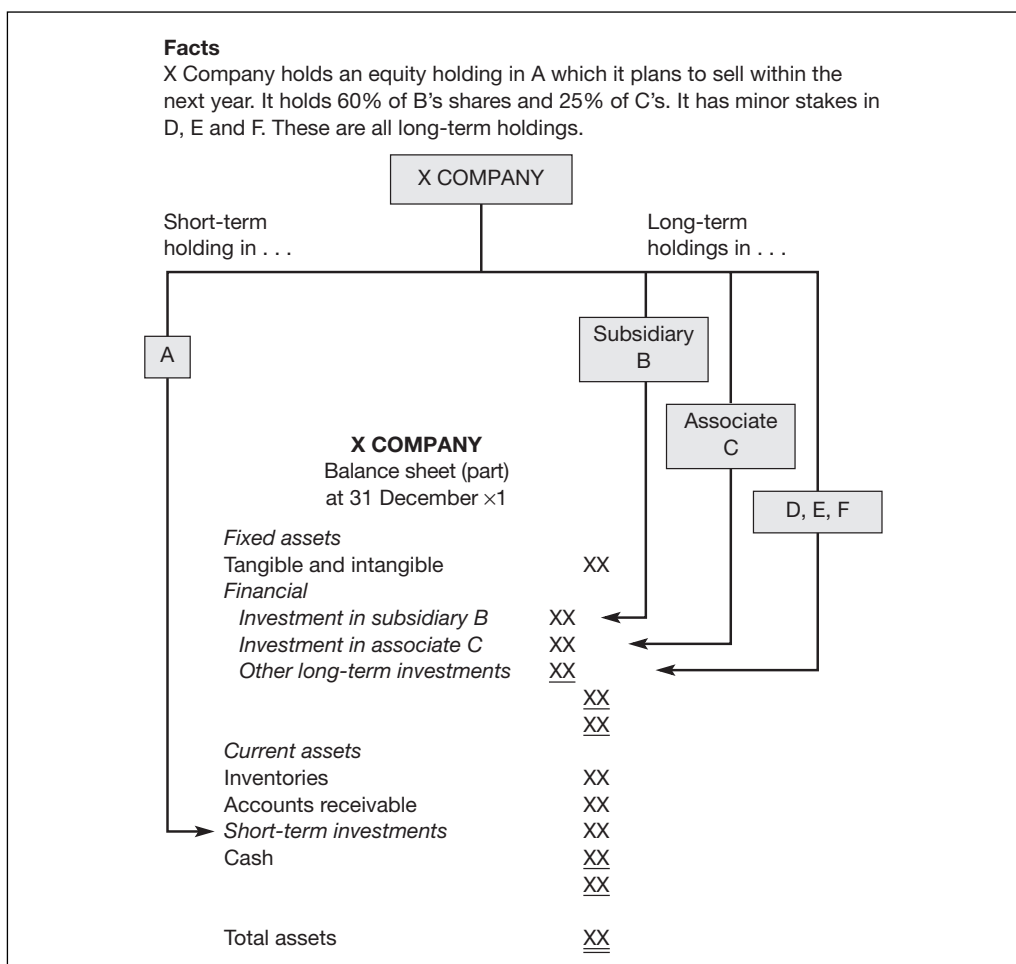 Facts
X Company holds an equity holding in A which it plans to sell within the
next year. It holds 60% of B's shares and 25% of C's. It has minor stakes in
D, E and F. These are all long-term holdings.
X COMPANY
Short-term
holding in . . .
Long-term
holdings in . . .
A
Subsidiary
B
Associate
C
D, E, F
X COMPANY
Balance sheet (part)
at 31 December ×1
Fixed assets
Tangible and intangible XX
Financial
Investment in subsidiary B XX
Investment in associate C XX
Other long-term investments XX
XX
XX
Current assets
Inventories XX
Accounts receivable XX
Short-term investments XX
Cash XX
XX
Total assets XX